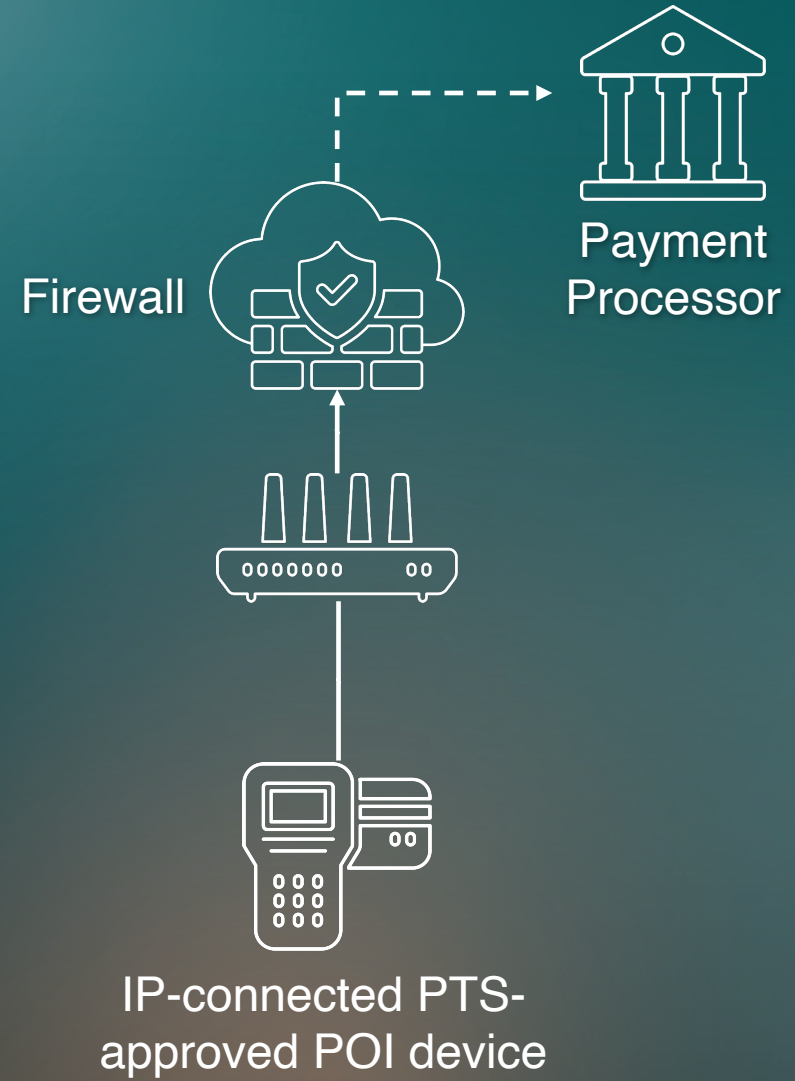 Payment
Processor
Firewall
IP-connected PTS-
approved POI device